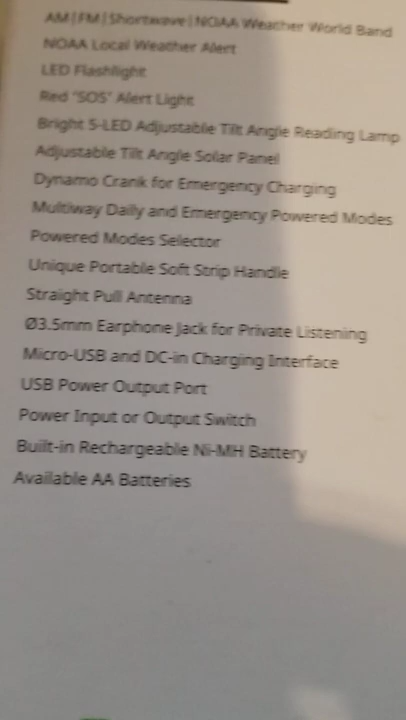 AM|FM|Shortwave|NOAA Weather World Band
NOAA Local Weather Alert
LED Flashlight
Red "SOS" Alert Light
Bright 5-LED Adjustable Tilt Angle Reading Lamp
Adjustable Tilt Angle Solar Panel
Dynamo Crank for Emergency Charging
Multiway Daily and Emergency Powered Modes
Powered Modes Selector
Unique Portable Soft Strip Handle
Straight Pull Antenna
Ø3.5mm Earphone Jack for Private Listening
Micro-USB and DC-in Charging Interface
USB Power Output Port
Power Input or Output Switch
Built-in Rechargeable Ni-MH Battery
Available AA Batteries